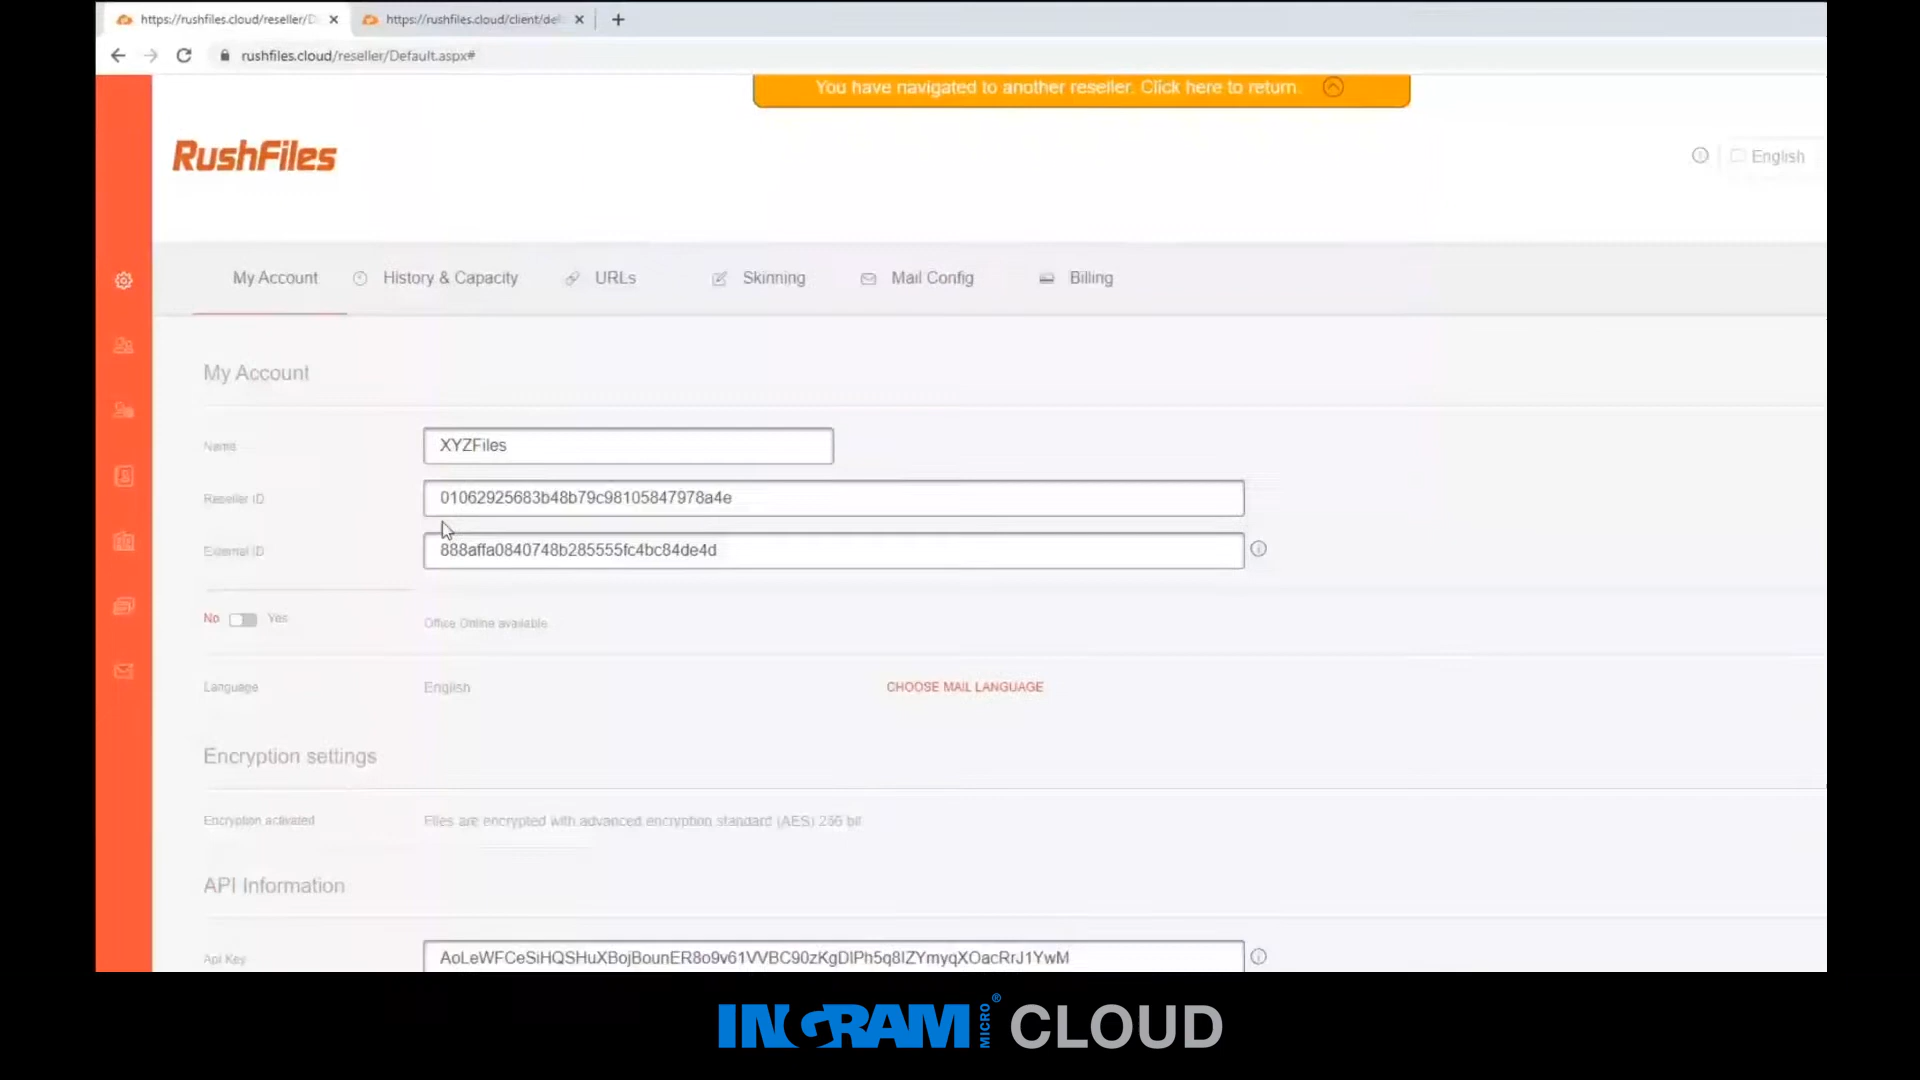 https://rushfiles.cloud/reseller/D
https://rushfiles.cloud/client/de
rushfiles.cloud/reseller/Default.aspx#
You have navigated to another reseller. Click here to return.
RushFiles
English
My Account
History & Capacity
URLs
Skinning
Mail Config
Billing
My Account
Name
XYZFiles
Reseller ID
01062925683b48b79c98105847978a4e
External ID
888affa0840748b285555fc4bc84de4d
No
Yes
Office Online available
Language
English
CHOOSE MAIL LANGUAGE
Encryption settings
Encryption activated
Files are encrypted with advanced encryption standard (AES) 256 bit
API Information
Api Key
INGRAM MICRO® CLOUD